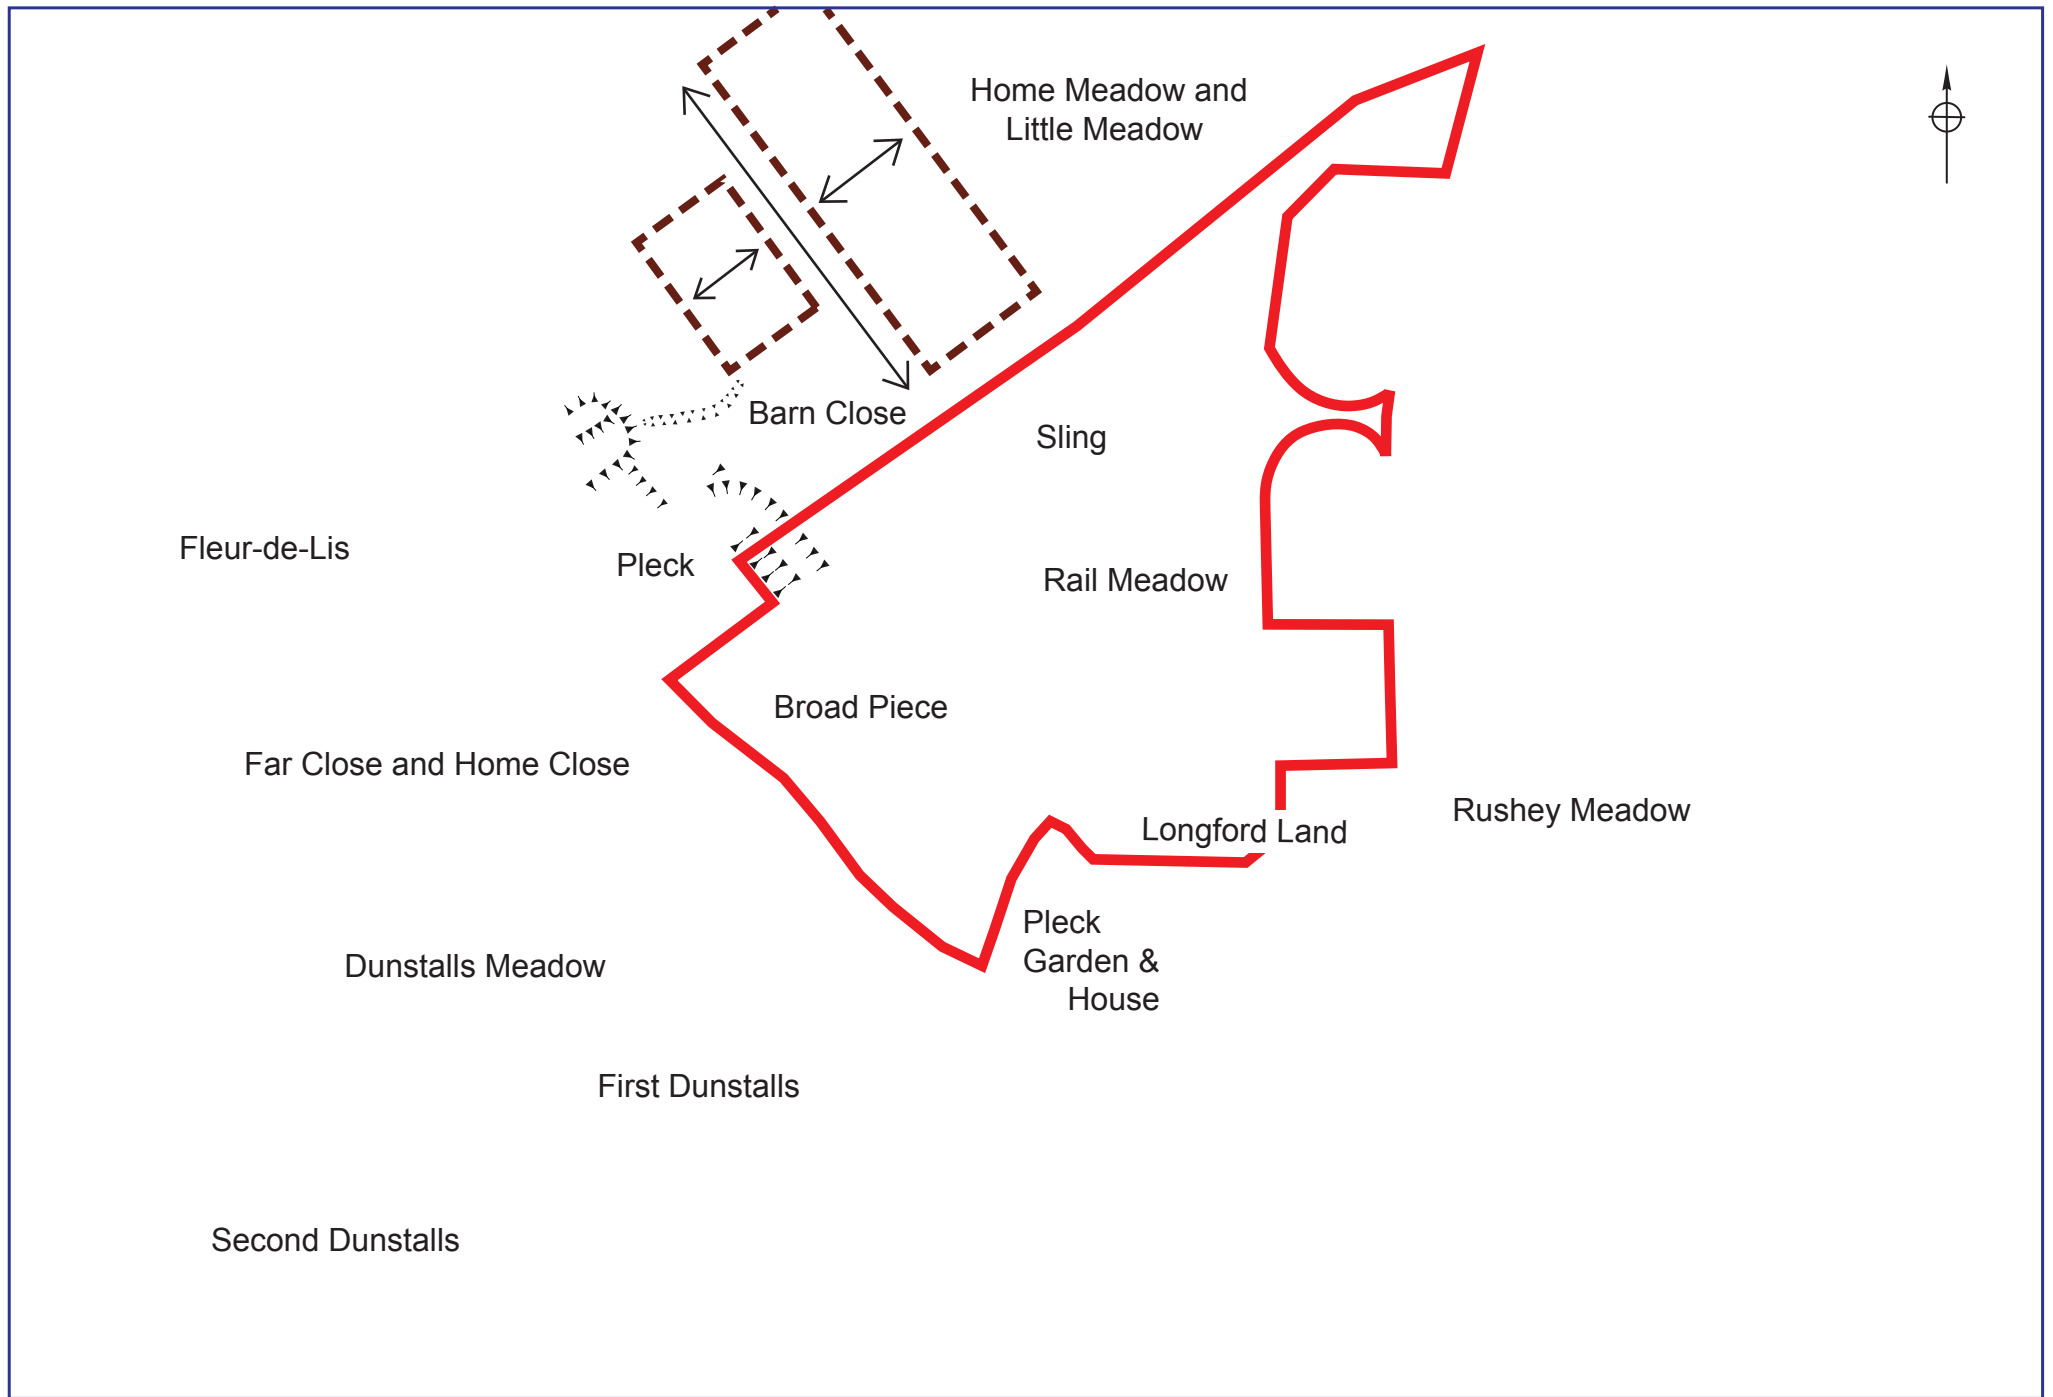 Home Meadow and
Little Meadow
Barn Close
Sling
Fleur-de-Lis
Pleck
Rail Meadow
Broad Piece
Far Close and Home Close
Rushey Meadow
Longford Land
Pleck
Garden &
House
Dunstalls Meadow
First Dunstalls
Second Dunstalls